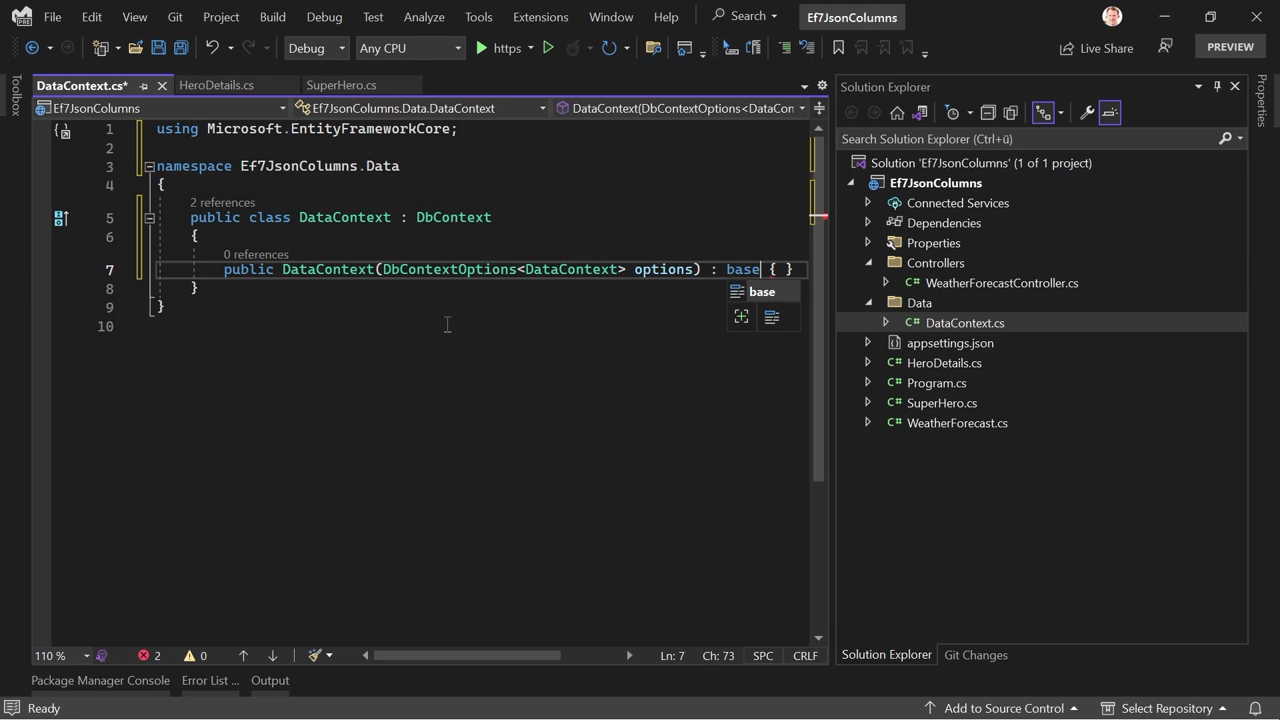 File Edit View Git Project Build Debug Test Analyze Tools Extensions Window Help Search Ef7JsonColumns
Debug Any CPU https Live Share PREVIEW
Toolbox
DataContext.cs* HeroDetails.cs SuperHero.cs
Ef7JsonColumns Ef7JsonColumns.Data.DataContext DataContext(DbContextOptions<DataCon
1 using Microsoft.EntityFrameworkCore;
2
3 namespace Ef7JsonColumns.Data
4 {
2 references
5 public class DataContext : DbContext
6 {
0 references
7 public DataContext(DbContextOptions<DataContext> options) : base { }
base
8 }
9 }
10
110 % 2 0 Ln: 7 Ch: 73 SPC CRLF
Package Manager Console Error List ... Output
Solution Explorer
Search Solution Explorer (Ctrl+ü)
Solution 'Ef7JsonColumns' (1 of 1 project)
Ef7JsonColumns
Connected Services
Dependencies
Properties
Controllers
C# WeatherForecastController.cs
Data
C# DataContext.cs
appsettings.json
C# HeroDetails.cs
C# Program.cs
C# SuperHero.cs
C# WeatherForecast.cs
Solution Explorer Git Changes
Properties
Ready Add to Source Control Select Repository